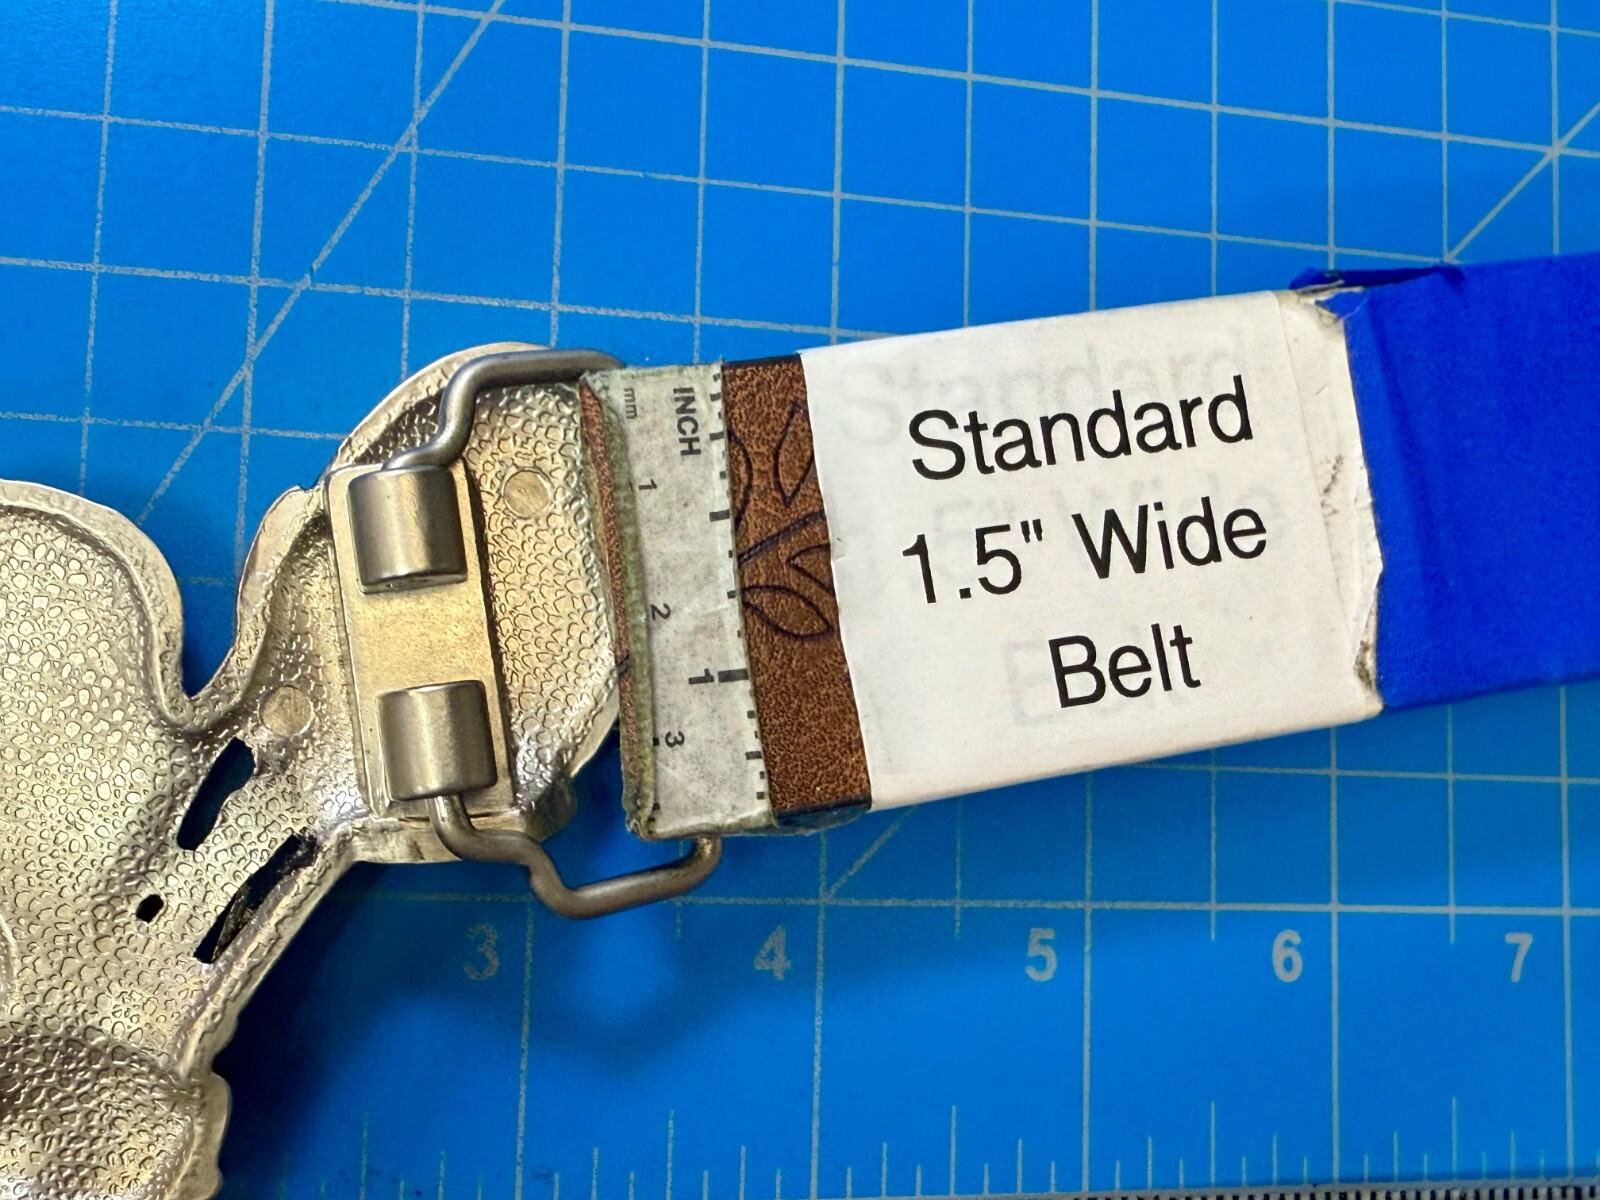 INCH
mm
1
2
1
3
Standard
1.5" Wide
Belt
3 4 5 6 7